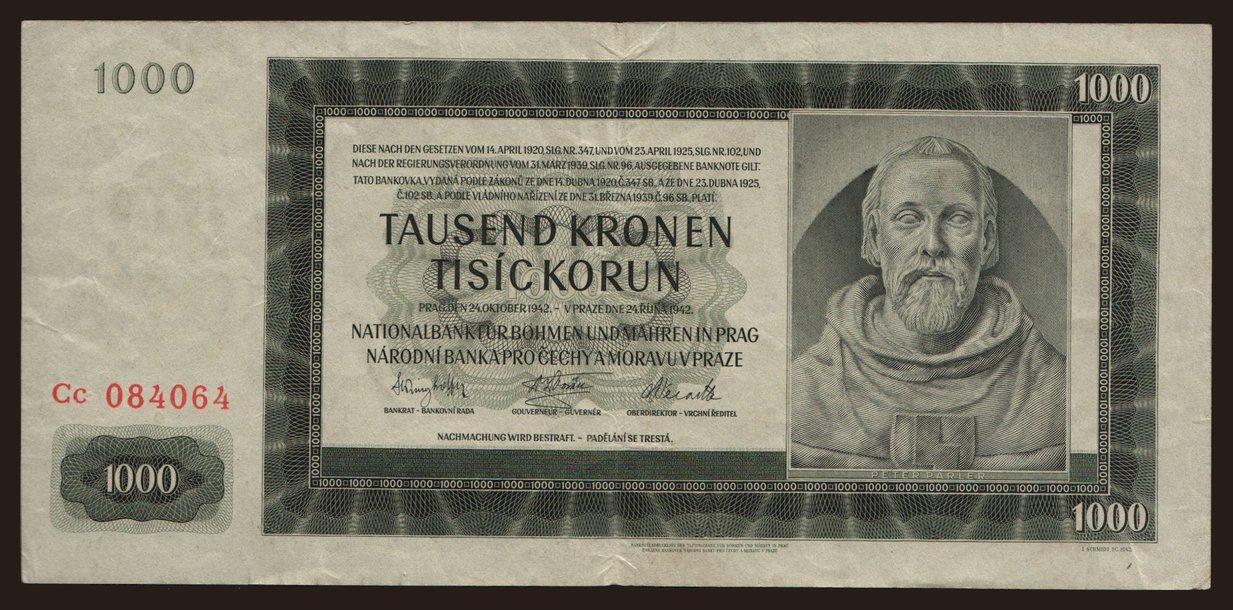 1000
1000
DIESE NACH DEN GESETZEN VOM 14. APRIL 1920, SLG. NR. 347, UND VOM 23. APRIL 1925, SLG. NR. 102, UND
NACH DER REGIERUNGSVERORDNUNG VOM 31. MÄRZ 1939, SLG. NR. 96, AUSGEGEBENE BANKNOTE GILT:
TATO BANKOVKA, VYDANÁ PODLE ZÁKONŮ ZE DNE 14. DUBNA 1920, Č. 347 SB., A ZE DNE 23. DUBNA 1925,
Č. 102 SB., A PODLE VLÁDNÍHO NAŘÍZENÍ ZE DNE 31. BŘEZNA 1939, Č. 96 SB., PLATÍ:
TAUSEND KRONEN
TISÍC KORUN
PRAG, DEN 24. OKTOBER 1942. – V PRAZE DNE 24. ŘÍJNA 1942.
NATIONALBANK FÜR BÖHMEN UND MÄHREN IN PRAG
NÁRODNÍ BANKA PRO ČECHY A MORAVU V PRAZE
BANKRAT – BANKOVNÍ RADA
GOUVERNEUR – GUVERNÉR
OBERDIREKTOR – VRCHNÍ ŘEDITEL
NACHMACHUNG WIRD BESTRAFT. – PADĚLÁNÍ SE TRESTÁ.
Cc 084064
1000
PETER PARLER
1000
I. SCHMIDT SC. 1942.